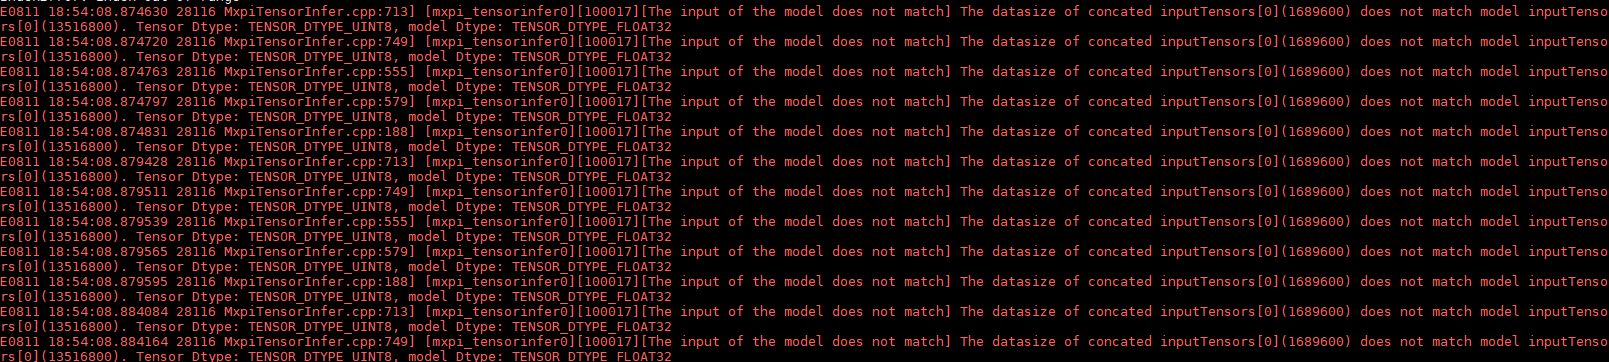 E0811 18:54:08.874630 28116 MxpiTensorInfer.cpp:713] [mxpi_tensorinfer0][100017][The input of the model does not match] The datasize of concated inputTensors[0](1689600) does not match model inputTenso
rs[0](13516800). Tensor Dtype: TENSOR_DTYPE_UINT8, model Dtype: TENSOR_DTYPE_FLOAT32
E0811 18:54:08.874720 28116 MxpiTensorInfer.cpp:749] [mxpi_tensorinfer0][100017][The input of the model does not match] The datasize of concated inputTensors[0](1689600) does not match model inputTenso
rs[0](13516800). Tensor Dtype: TENSOR_DTYPE_UINT8, model Dtype: TENSOR_DTYPE_FLOAT32
E0811 18:54:08.874763 28116 MxpiTensorInfer.cpp:555] [mxpi_tensorinfer0][100017][The input of the model does not match] The datasize of concated inputTensors[0](1689600) does not match model inputTenso
rs[0](13516800). Tensor Dtype: TENSOR_DTYPE_UINT8, model Dtype: TENSOR_DTYPE_FLOAT32
E0811 18:54:08.874797 28116 MxpiTensorInfer.cpp:579] [mxpi_tensorinfer0][100017][The input of the model does not match] The datasize of concated inputTensors[0](1689600) does not match model inputTenso
rs[0](13516800). Tensor Dtype: TENSOR_DTYPE_UINT8, model Dtype: TENSOR_DTYPE_FLOAT32
E0811 18:54:08.874831 28116 MxpiTensorInfer.cpp:188] [mxpi_tensorinfer0][100017][The input of the model does not match] The datasize of concated inputTensors[0](1689600) does not match model inputTenso
rs[0](13516800). Tensor Dtype: TENSOR_DTYPE_UINT8, model Dtype: TENSOR_DTYPE_FLOAT32
E0811 18:54:08.879428 28116 MxpiTensorInfer.cpp:713] [mxpi_tensorinfer0][100017][The input of the model does not match] The datasize of concated inputTensors[0](1689600) does not match model inputTenso
rs[0](13516800). Tensor Dtype: TENSOR_DTYPE_UINT8, model Dtype: TENSOR_DTYPE_FLOAT32
E0811 18:54:08.879511 28116 MxpiTensorInfer.cpp:749] [mxpi_tensorinfer0][100017][The input of the model does not match] The datasize of concated inputTensors[0](1689600) does not match model inputTenso
rs[0](13516800). Tensor Dtype: TENSOR_DTYPE_UINT8, model Dtype: TENSOR_DTYPE_FLOAT32
E0811 18:54:08.879539 28116 MxpiTensorInfer.cpp:555] [mxpi_tensorinfer0][100017][The input of the model does not match] The datasize of concated inputTensors[0](1689600) does not match model inputTenso
rs[0](13516800). Tensor Dtype: TENSOR_DTYPE_UINT8, model Dtype: TENSOR_DTYPE_FLOAT32
E0811 18:54:08.879565 28116 MxpiTensorInfer.cpp:579] [mxpi_tensorinfer0][100017][The input of the model does not match] The datasize of concated inputTensors[0](1689600) does not match model inputTenso
rs[0](13516800). Tensor Dtype: TENSOR_DTYPE_UINT8, model Dtype: TENSOR_DTYPE_FLOAT32
E0811 18:54:08.879595 28116 MxpiTensorInfer.cpp:188] [mxpi_tensorinfer0][100017][The input of the model does not match] The datasize of concated inputTensors[0](1689600) does not match model inputTenso
rs[0](13516800). Tensor Dtype: TENSOR_DTYPE_UINT8, model Dtype: TENSOR_DTYPE_FLOAT32
E0811 18:54:08.884084 28116 MxpiTensorInfer.cpp:713] [mxpi_tensorinfer0][100017][The input of the model does not match] The datasize of concated inputTensors[0](1689600) does not match model inputTenso
rs[0](13516800). Tensor Dtype: TENSOR_DTYPE_UINT8, model Dtype: TENSOR_DTYPE_FLOAT32
E0811 18:54:08.884164 28116 MxpiTensorInfer.cpp:749] [mxpi_tensorinfer0][100017][The input of the model does not match] The datasize of concated inputTensors[0](1689600) does not match model inputTenso
rs[0](13516800). Tensor Dtype: TENSOR_DTYPE_UINT8, model Dtype: TENSOR_DTYPE_FLOAT32